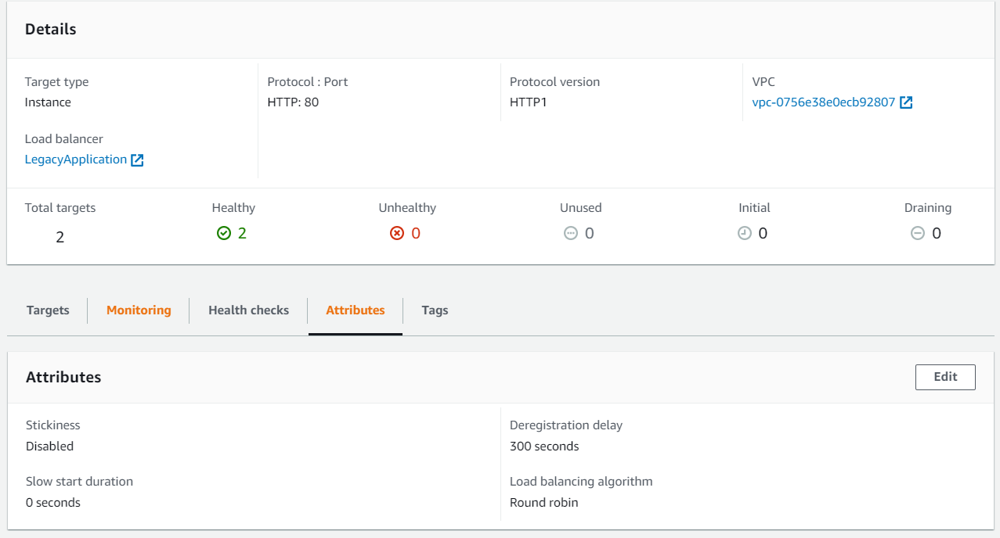 Details
Target type
Instance
Protocol : Port
HTTP: 80
Protocol version
HTTP1
VPC
vpc-0756e38e0ecb92807
Load balancer
LegacyApplication
Total targets
2
Healthy
2
Unhealthy
0
Unused
0
Initial
0
Draining
0
Targets
Monitoring
Health checks
Attributes
Tags
Attributes
Edit
Stickiness
Disabled
Deregistration delay
300 seconds
Slow start duration
0 seconds
Load balancing algorithm
Round robin